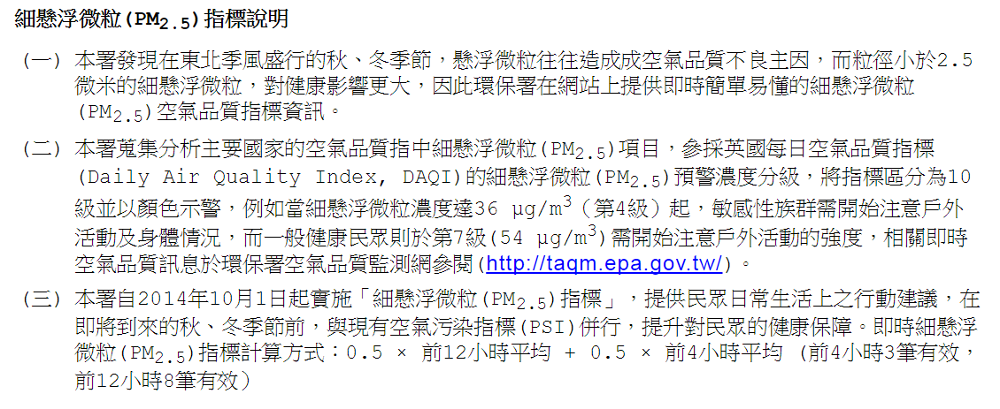 細懸浮微粒(PM2.5)指標說明
(一) 本署發現在東北季風盛行的秋、冬季節，懸浮微粒往往造成成空氣品質不良主因，而粒徑小於2.5
微米的細懸浮微粒，對健康影響更大，因此環保署在網站上提供即時簡單易懂的細懸浮微粒
(PM2.5)空氣品質指標資訊。
(二) 本署蒐集分析主要國家的空氣品質指中細懸浮微粒(PM2.5)項目，參採英國每日空氣品質指標
(Daily Air Quality Index, DAQI)的細懸浮微粒(PM2.5)預警濃度分級，將指標區分為10
級並以顏色示警，例如當細懸浮微粒濃度達36 μg/m3（第4級）起，敏感性族群需開始注意戶外
活動及身體情況，而一般健康民眾則於第7級(54 μg/m3)需開始注意戶外活動的強度，相關即時
空氣品質訊息於環保署空氣品質監測網參閱(http://taqm.epa.gov.tw/)。
(三) 本署自2014年10月1日起實施「細懸浮微粒(PM2.5)指標」，提供民眾日常生活上之行動建議，在
即將到來的秋、冬季節前，與現有空氣污染指標(PSI)併行，提升對民眾的健康保障。即時細懸浮
微粒(PM2.5)指標計算方式：0.5 × 前12小時平均 + 0.5 × 前4小時平均 (前4小時3筆有效，
前12小時8筆有效）